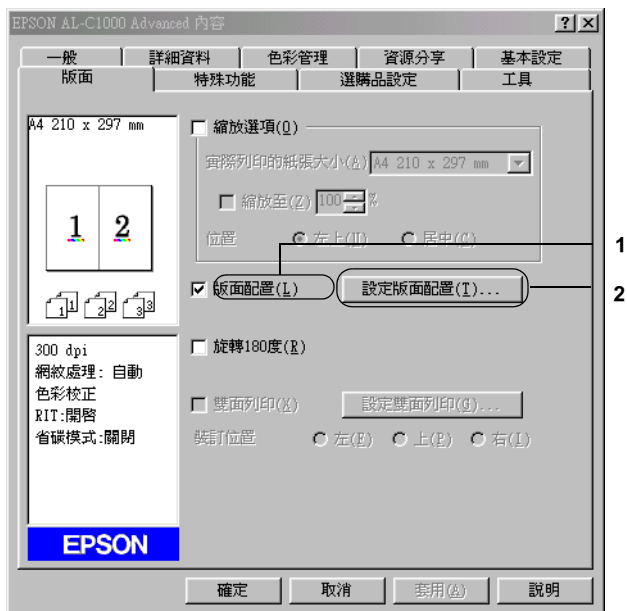 EPSON AL-C1000 Advanced 內容
一般 詳細資料 色彩管理 資源分享 基本設定
版面 特殊功能 選購品設定 工具
A4 210 x 297 mm
縮放選項(O)
實際列印的紙張大小(A) A4 210 x 297 mm
縮放至(Z) 100 %
位置 左上(U) 居中(C)
1 2
1 1 2 2 3 3
版面配置(L) 設定版面配置(T)...
1
2
旋轉180度(R)
雙面列印(X) 設定雙面列印(G)...
裝訂位置 左(F) 上(P) 右(I)
300 dpi
網紋處理: 自動
色彩校正
RIT:開啓
省碳模式:關閉
EPSON
確定 取消 套用(A) 說明